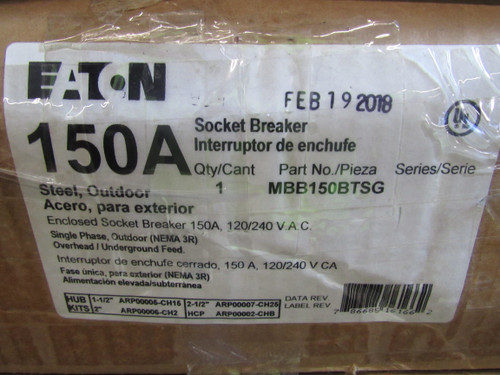 EATON
FEB 19 2018
150A
Socket Breaker
Interruptor de enchufe
Qty/Cant Part No./Pieza Series/Serie
1 MBB150BTSG
Steel, Outdoor
Acero, para exterior
Enclosed Socket Breaker 150A, 120/240 V.A.C.
Single Phase, Outdoor (NEMA 3R)
Overhead / Underground Feed.
Interruptor de enchufe cerrado, 150 A, 120/240 V CA
Fase única, para exterior (NEMA 3R)
Alimentación elevada/subterránea
HUB KITS
1-1/2" ARP00005-CH15 2-1/2" ARP00007-CH25
2" ARP00006-CH2 HCP ARP00002-CHB
DATA REV.
LABEL REV.